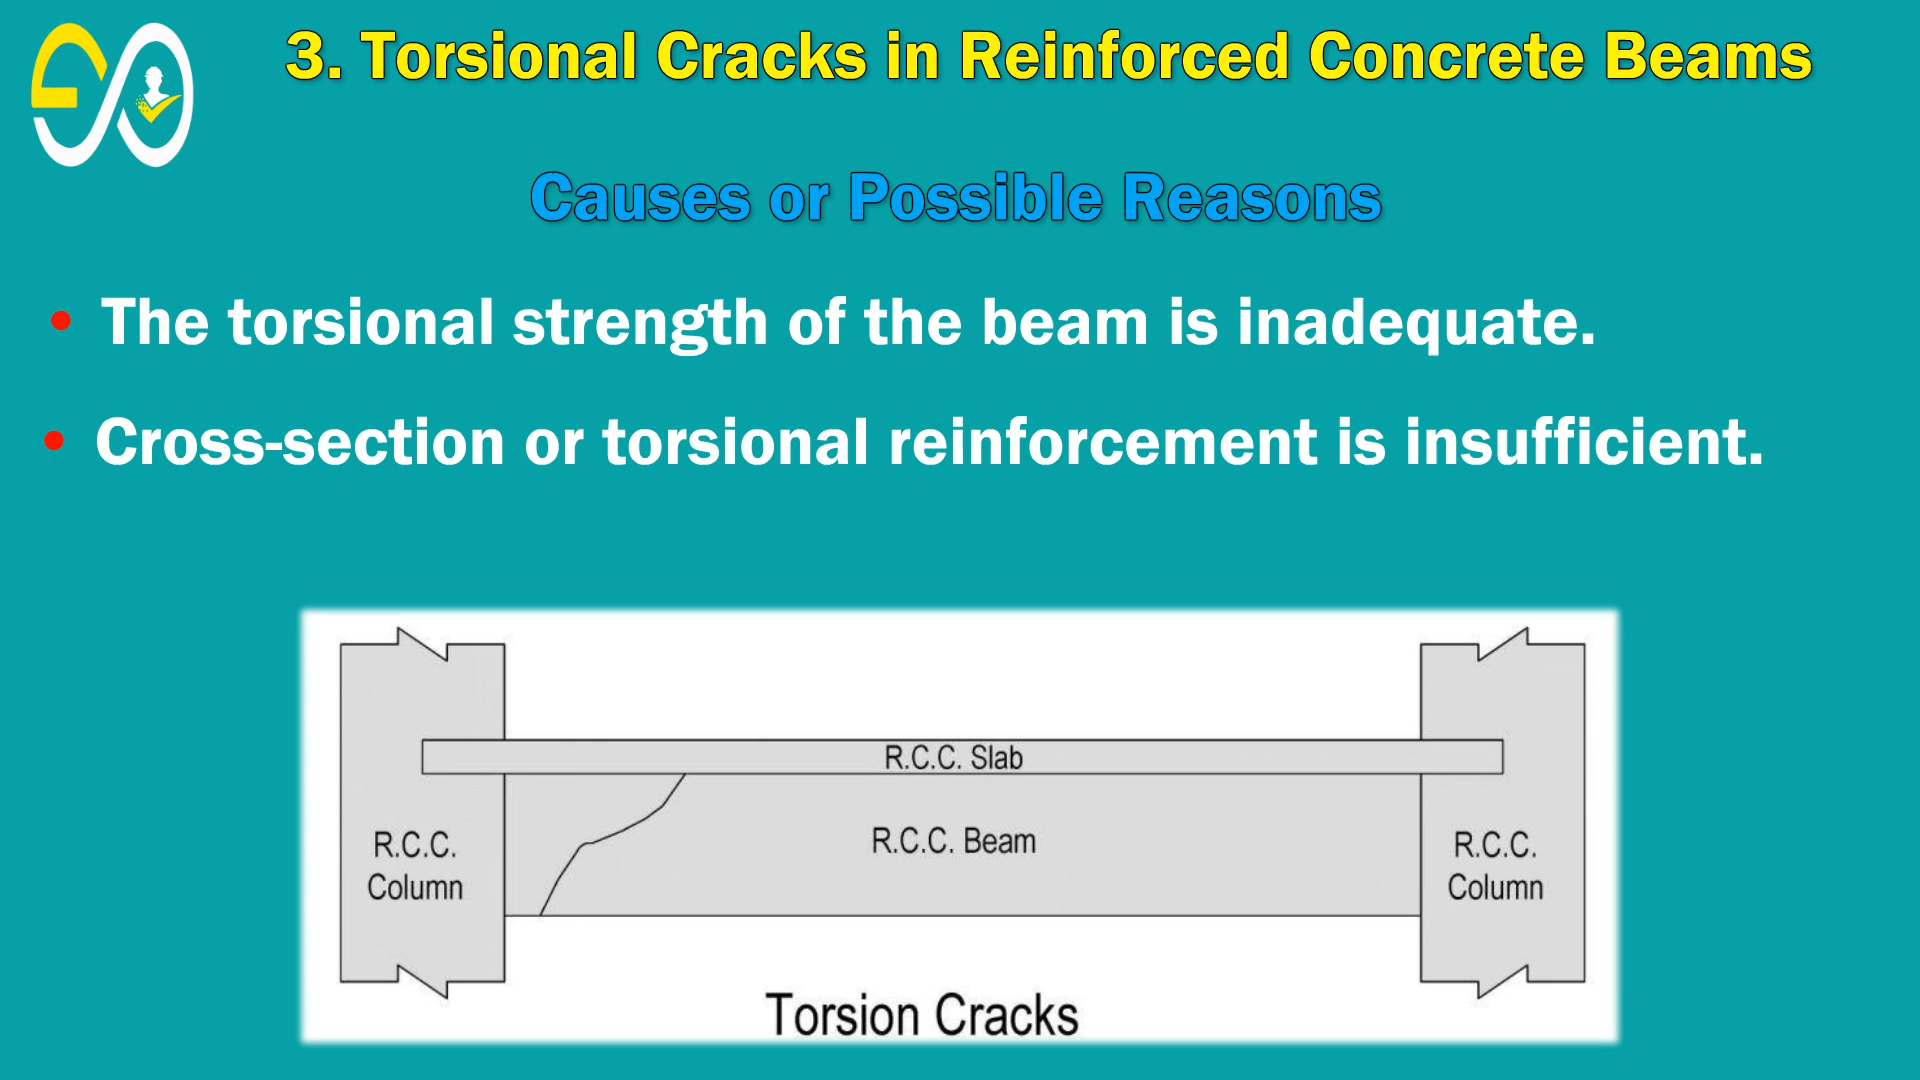 3. Torsional Cracks in Reinforced Concrete Beams
Causes or Possible Reasons
• The torsional strength of the beam is inadequate.
• Cross-section or torsional reinforcement is insufficient.
R.C.C. Slab
R.C.C. Beam
R.C.C.
Column
R.C.C.
Column
Torsion Cracks